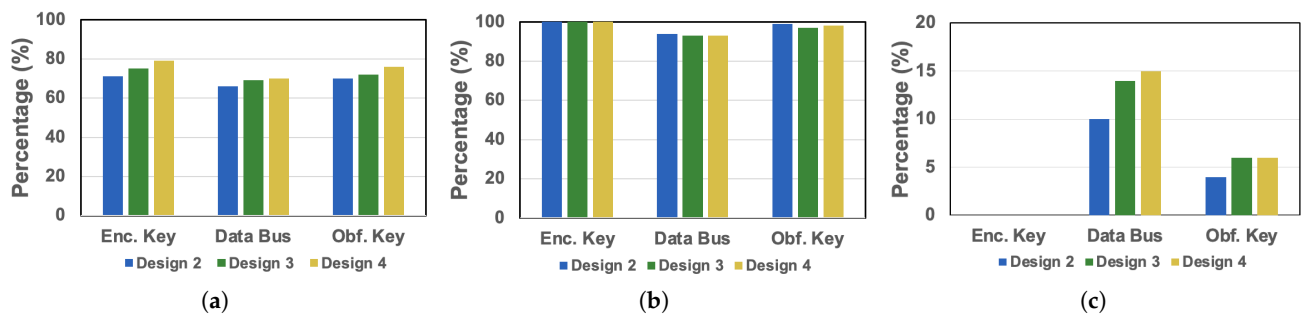 Percentage (%)
100
80
60
40
20
0
Enc. Key Data Bus Obf. Key
Design 2 Design 3 Design 4
(a)
Percentage (%)
100
80
60
40
20
0
Enc. Key Data Bus Obf. Key
Design 2 Design 3 Design 4
(b)
Percentage (%)
20
15
10
5
0
Enc. Key Data Bus Obf. Key
Design 2 Design 3 Design 4
(c)